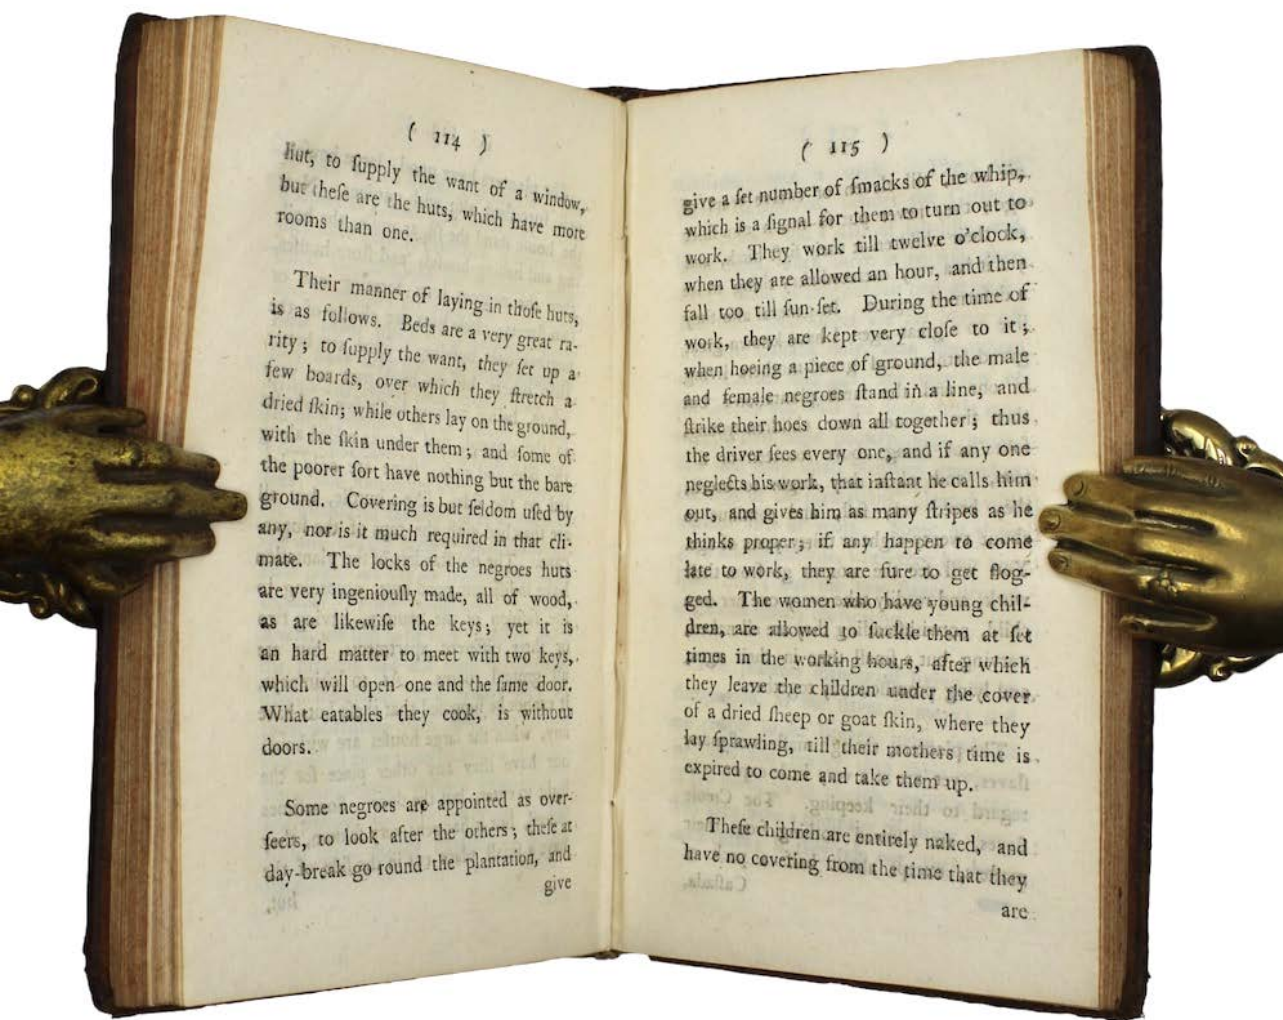 ( 114 )
hut, to ſupply the want of a window,
but theſe are the huts, which have more
rooms than one.
Their manner of laying in thoſe huts,
is as follows. Beds are a very great ra-
rity; to ſupply the want, they ſet up a
few boards, over which they ſtretch a
dried ſkin; while others lay on the ground,
with the ſkin under them; and ſome of
the poorer ſort have nothing but the bare
ground. Covering is but ſeldom uſed by
any, nor is it much required in that cli-
mate. The locks of the negroes huts
are very ingeniouſly made, all of wood,
as are likewiſe the keys; yet it is
an hard matter to meet with two keys,
which will open one and the ſame door.
What eatables they cook, is without
doors.
Some negroes are appointed as over-
ſeers, to look after the others; theſe at
day-break go round the plantation, and
give
( 115 )
give a ſet number of ſmacks of the whip,
which is a ſignal for them to turn out to
work. They work till twelve o'clock,
when they are allowed an hour, and then
fall too till ſun-ſet. During the time of
work, they are kept very cloſe to it;
when hoeing a piece of ground, the male
and female negroes ſtand in a line, and
ſtrike their hoes down all together; thus
the driver ſees every one, and if any one
neglects his work, that inſtant he calls him
out, and gives him as many ſtripes as he
thinks proper; if any happen to come
late to work, they are ſure to get flog-
ged. The women who have young chil-
dren, are allowed to ſuckle them at ſet
times in the working hours, after which
they leave the children under the cover
of a dried ſheep or goat ſkin, where they
lay ſprawling, till their mothers time is
expired to come and take them up.
Theſe children are entirely naked, and
have no covering from the time that they
are